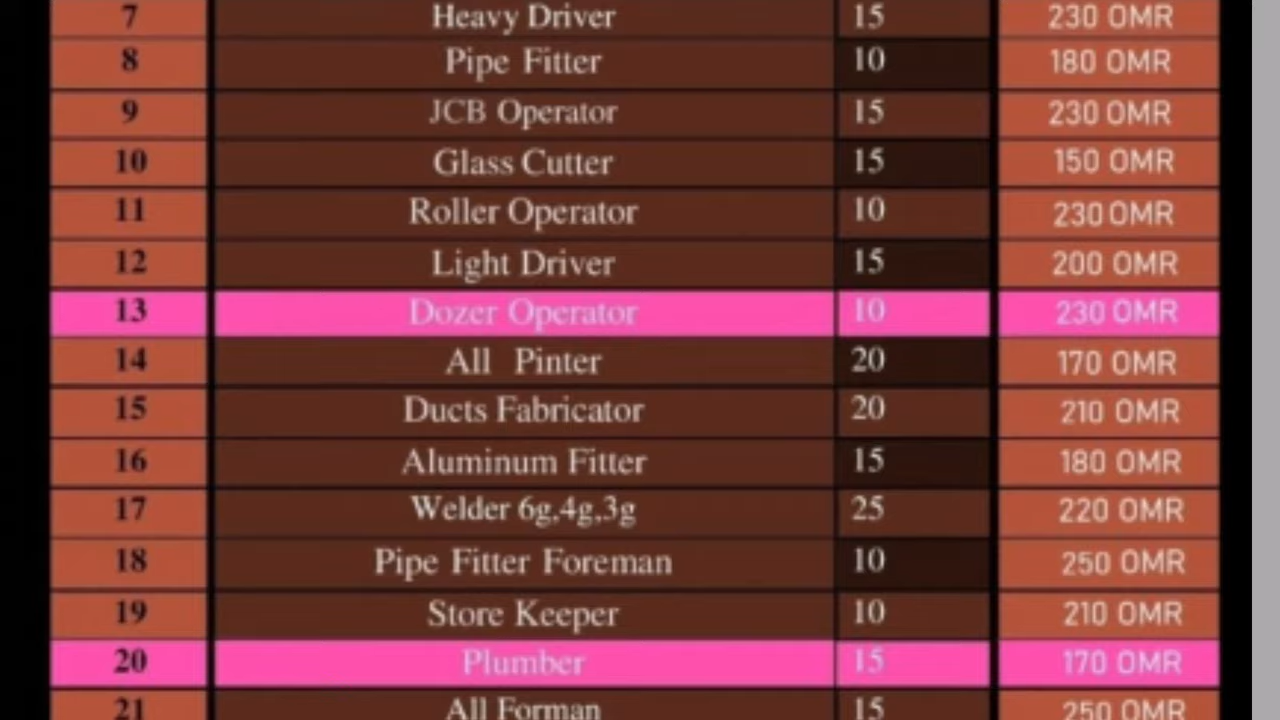 7 Heavy Driver 15 230 OMR
8 Pipe Fitter 10 180 OMR
9 JCB Operator 15 230 OMR
10 Glass Cutter 15 150 OMR
11 Roller Operator 10 230 OMR
12 Light Driver 15 200 OMR
13 Dozer Operator 10 230 OMR
14 All Pinter 20 170 OMR
15 Ducts Fabricator 20 210 OMR
16 Aluminum Fitter 15 180 OMR
17 Welder 6g,4g,3g 25 220 OMR
18 Pipe Fitter Foreman 10 250 OMR
19 Store Keeper 10 210 OMR
20 Plumber 15 170 OMR
21 All Forman 15 250 OMR